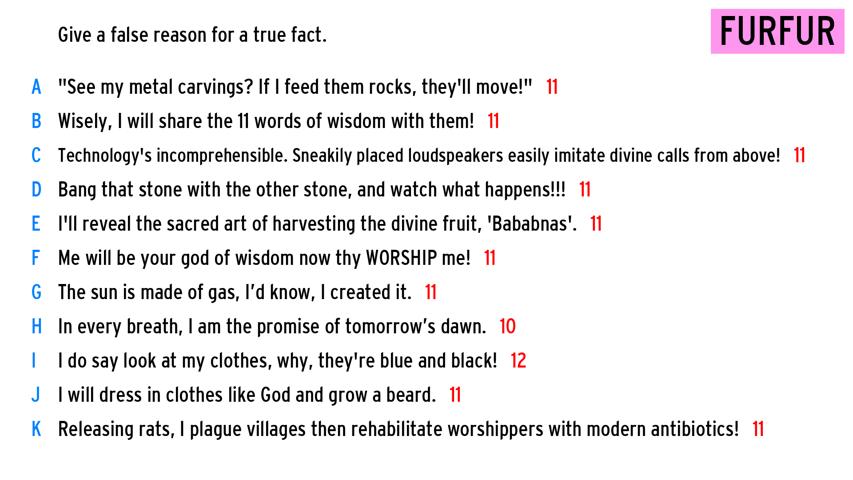 Give a false reason for a true fact.
FURFUR
A "See my metal carvings? If I feed them rocks, they'll move!" 11
B Wisely, I will share the 11 words of wisdom with them! 11
C Technology's incomprehensible. Sneakily placed loudspeakers easily imitate divine calls from above! 11
D Bang that stone with the other stone, and watch what happens!!! 11
E I'll reveal the sacred art of harvesting the divine fruit, 'Bababnas'. 11
F Me will be your god of wisdom now thy WORSHIP me! 11
G The sun is made of gas, I’d know, I created it. 11
H In every breath, I am the promise of tomorrow’s dawn. 10
I I do say look at my clothes, why, they're blue and black! 12
J I will dress in clothes like God and grow a beard. 11
K Releasing rats, I plague villages then rehabilitate worshippers with modern antibiotics! 11